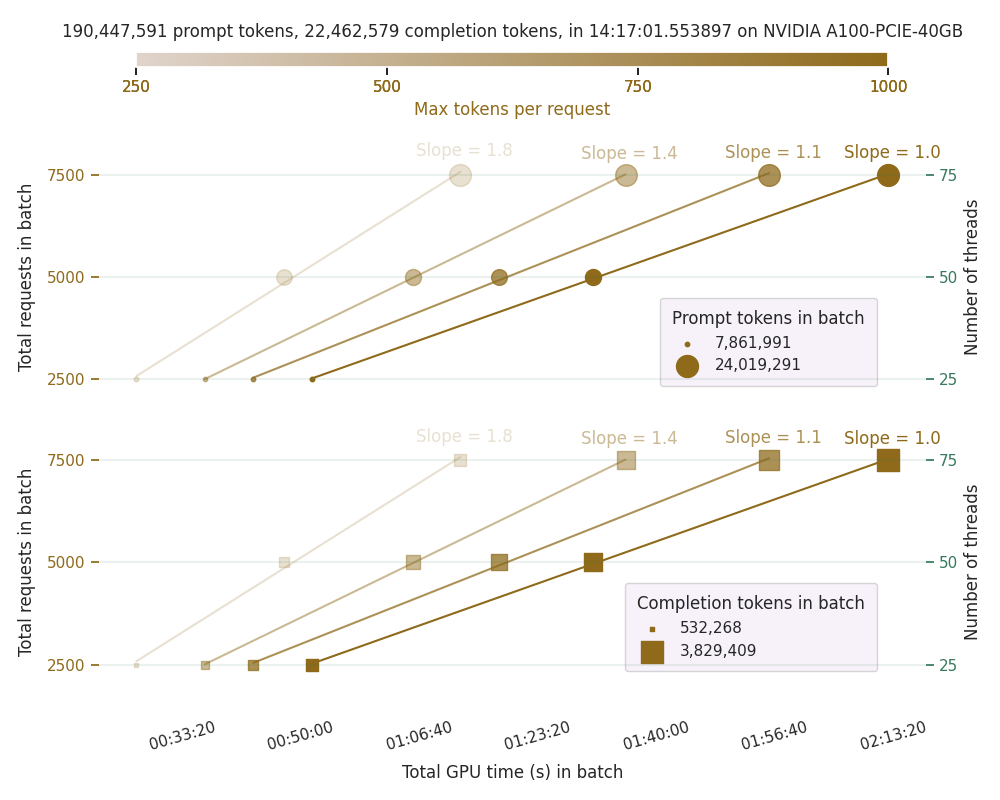 190,447,591 prompt tokens, 22,462,579 completion tokens, in 14:17:01.553897 on NVIDIA A100-PCIE-40GB
250 500 750 1000
Max tokens per request
Slope = 1.8 Slope = 1.4 Slope = 1.1 Slope = 1.0
7500 75
5000 50
2500 25
Total requests in batch
Number of threads
Prompt tokens in batch
7,861,991
24,019,291
Slope = 1.8 Slope = 1.4 Slope = 1.1 Slope = 1.0
7500 75
5000 50
2500 25
Total requests in batch
Number of threads
Completion tokens in batch
532,268
3,829,409
00:33:20 00:50:00 01:06:40 01:23:20 01:40:00 01:56:40 02:13:20
Total GPU time (s) in batch